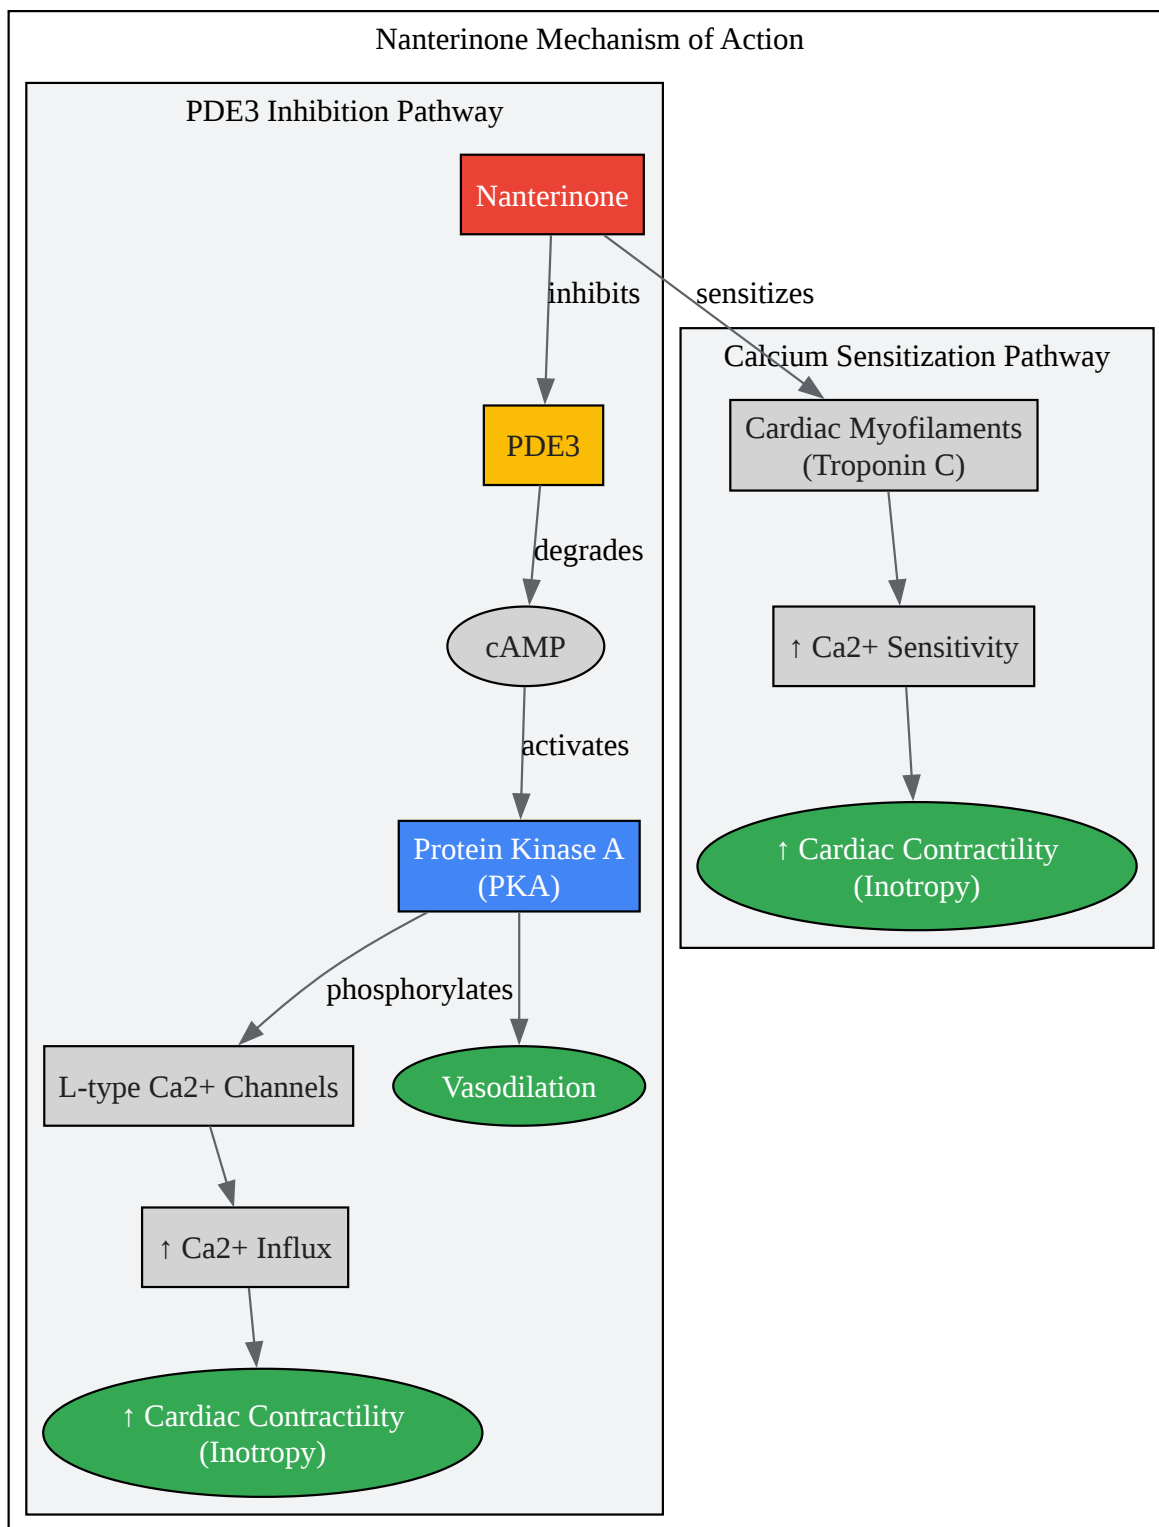 Nanterinone Mechanism of Action
PDE3 Inhibition Pathway
Nanterinone
inhibits
sensitizes
PDE3
degrades
cAMP
activates
Protein Kinase A
(PKA)
phosphorylates
L-type Ca2+ Channels
Vasodilation
↑ Ca2+ Influx
↑ Cardiac Contractility
(Inotropy)
Calcium Sensitization Pathway
Cardiac Myofilaments
(Troponin C)
↑ Ca2+ Sensitivity
↑ Cardiac Contractility
(Inotropy)